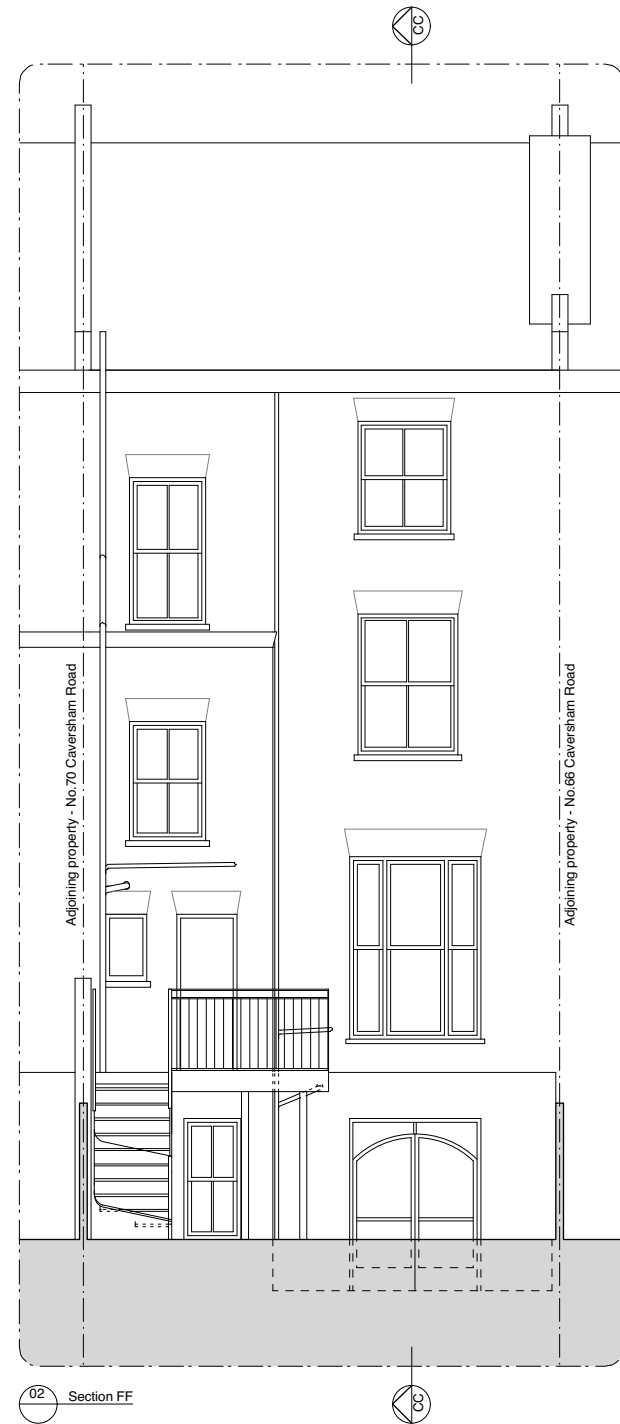 CC
Adjoining property - No.70 Caversham Road
Adjoining property - No.66 Caversham Road
02
Section FF
CC